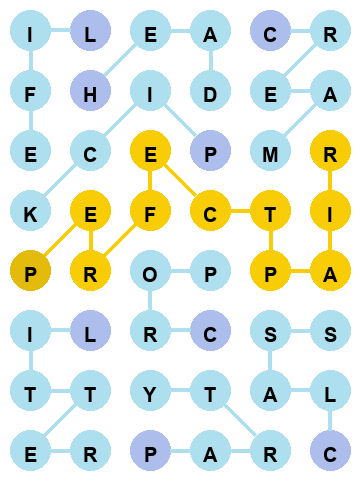 I L E A C R
F H I D E A
E C E P M R
K E F C T I
P R O P P A
I L R C S S
T T Y T A L
E R P A R C